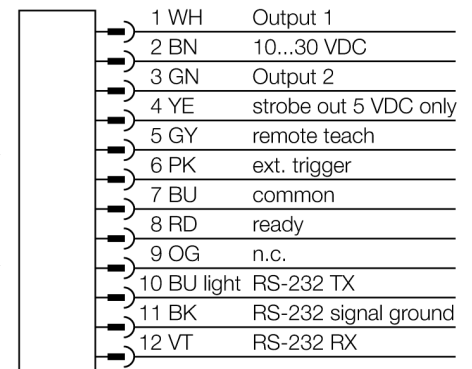 1 WH Output 1
2 BN 10...30 VDC
3 GN Output 2
4 YE strobe out 5 VDC only
5 GY remote teach
6 PK ext. trigger
7 BU common
8 RD ready
9 OG n.c.
10 BU light RS-232 TX
11 BK RS-232 signal ground
12 VT RS-232 RX